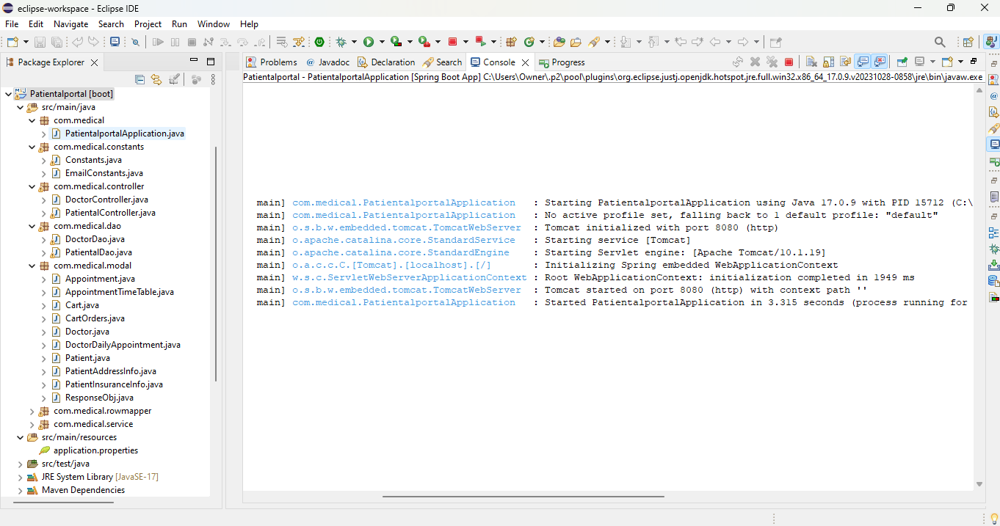 eclipse-workspace - Eclipse IDE
File Edit Navigate Search Project Run Window Help
Package Explorer
Problems Javadoc Declaration Search Console Progress
Patientalportal - PatientalportalApplication [Spring Boot App] C:\Users\Owner\.p2\pool\plugins\org.eclipse.justj.openjdk.hotspot.jre.full.win32.x86_64_17.0.9.v20231028-0858\jre\bin\javaw.exe
Patientalportal [boot]
src/main/java
com.medical
PatientalportalApplication.java
com.medical.constants
Constants.java
EmailConstants.java
com.medical.controller
DoctorController.java
PatientalController.java
com.medical.dao
DoctorDao.java
PatientalDao.java
com.medical.modal
Appointment.java
AppointmentTimeTable.java
Cart.java
CartOrders.java
Doctor.java
DoctorDailyAppointment.java
Patient.java
PatientAddressInfo.java
PatientInsuranceInfo.java
ResponseObj.java
com.medical.rowmapper
com.medical.service
src/main/resources
application.properties
src/test/java
JRE System Library [JavaSE-17]
Maven Dependencies
main] com.medical.PatientalportalApplication : Starting PatientalportalApplication using Java 17.0.9 with PID 15712 (C:\
main] com.medical.PatientalportalApplication : No active profile set, falling back to 1 default profile: "default"
main] o.s.b.w.embedded.tomcat.TomcatWebServer : Tomcat initialized with port 8080 (http)
main] o.apache.catalina.core.StandardService : Starting service [Tomcat]
main] o.apache.catalina.core.StandardEngine : Starting Servlet engine: [Apache Tomcat/10.1.19]
main] o.a.c.c.C.[Tomcat].[localhost].[/] : Initializing Spring embedded WebApplicationContext
main] w.s.c.ServletWebServerApplicationContext : Root WebApplicationContext: initialization completed in 1949 ms
main] o.s.b.w.embedded.tomcat.TomcatWebServer : Tomcat started on port 8080 (http) with context path ''
main] com.medical.PatientalportalApplication : Started PatientalportalApplication in 3.315 seconds (process running for